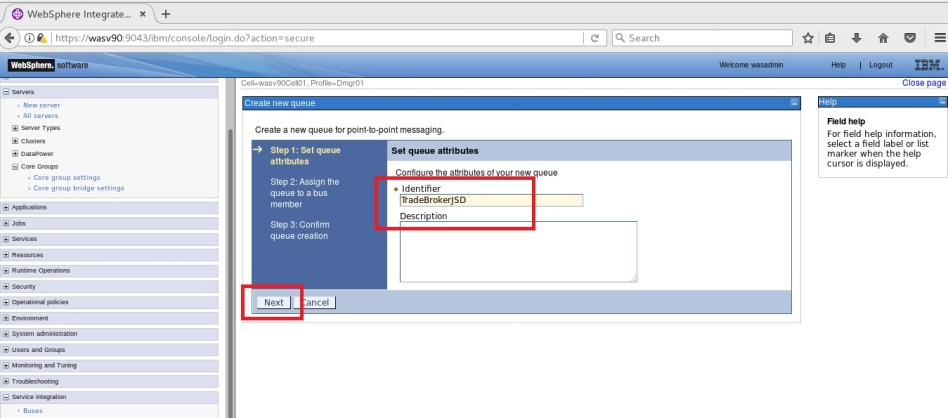 WebSphere Integrate...
https://wasv90:9043/ibm/console/login.do?action=secure
Search
WebSphere. software
Welcome wasadmin
Help | Logout
IBM.
Cell=wasv90Cell01, Profile=Dmgr01
Close page
Servers
New server
All servers
Server Types
Clusters
DataPower
Core Groups
Core group settings
Core group bridge settings
Applications
Jobs
Services
Resources
Runtime Operations
Security
Operational policies
Environment
System administration
Users and Groups
Monitoring and Tuning
Troubleshooting
Service integration
Buses
Create new queue
Create a new queue for point-to-point messaging.
Step 1: Set queue
attributes
Step 2: Assign the
queue to a bus
member
Step 3: Confirm
queue creation
Set queue attributes
Configure the attributes of your new queue
Identifier
TradeBrokerJSD
Description
Next
Cancel
Help
Field help
For field help information,
select a field label or list
marker when the help
cursor is displayed.